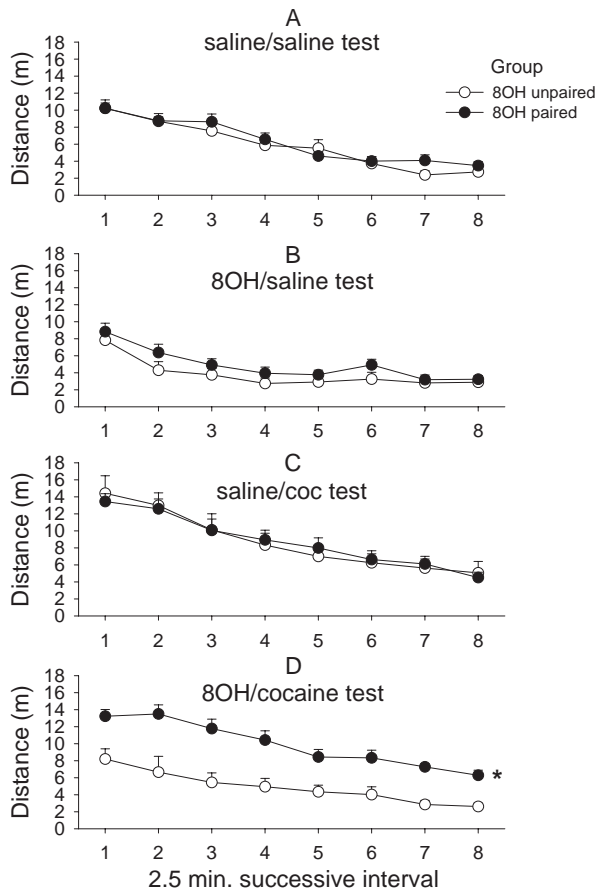 A
saline/saline test
Group
8OH unpaired
8OH paired
Distance (m)
18
16
14
12
10
8
6
4
2
0
1 2 3 4 5 6 7 8
B
8OH/saline test
Distance (m)
18
16
14
12
10
8
6
4
2
0
1 2 3 4 5 6 7 8
C
saline/coc test
Distance (m)
18
16
14
12
10
8
6
4
2
0
1 2 3 4 5 6 7 8
D
8OH/cocaine test
Distance (m)
18
16
14
12
10
8
6
4
2
0
*
1 2 3 4 5 6 7 8
2.5 min. successive interval